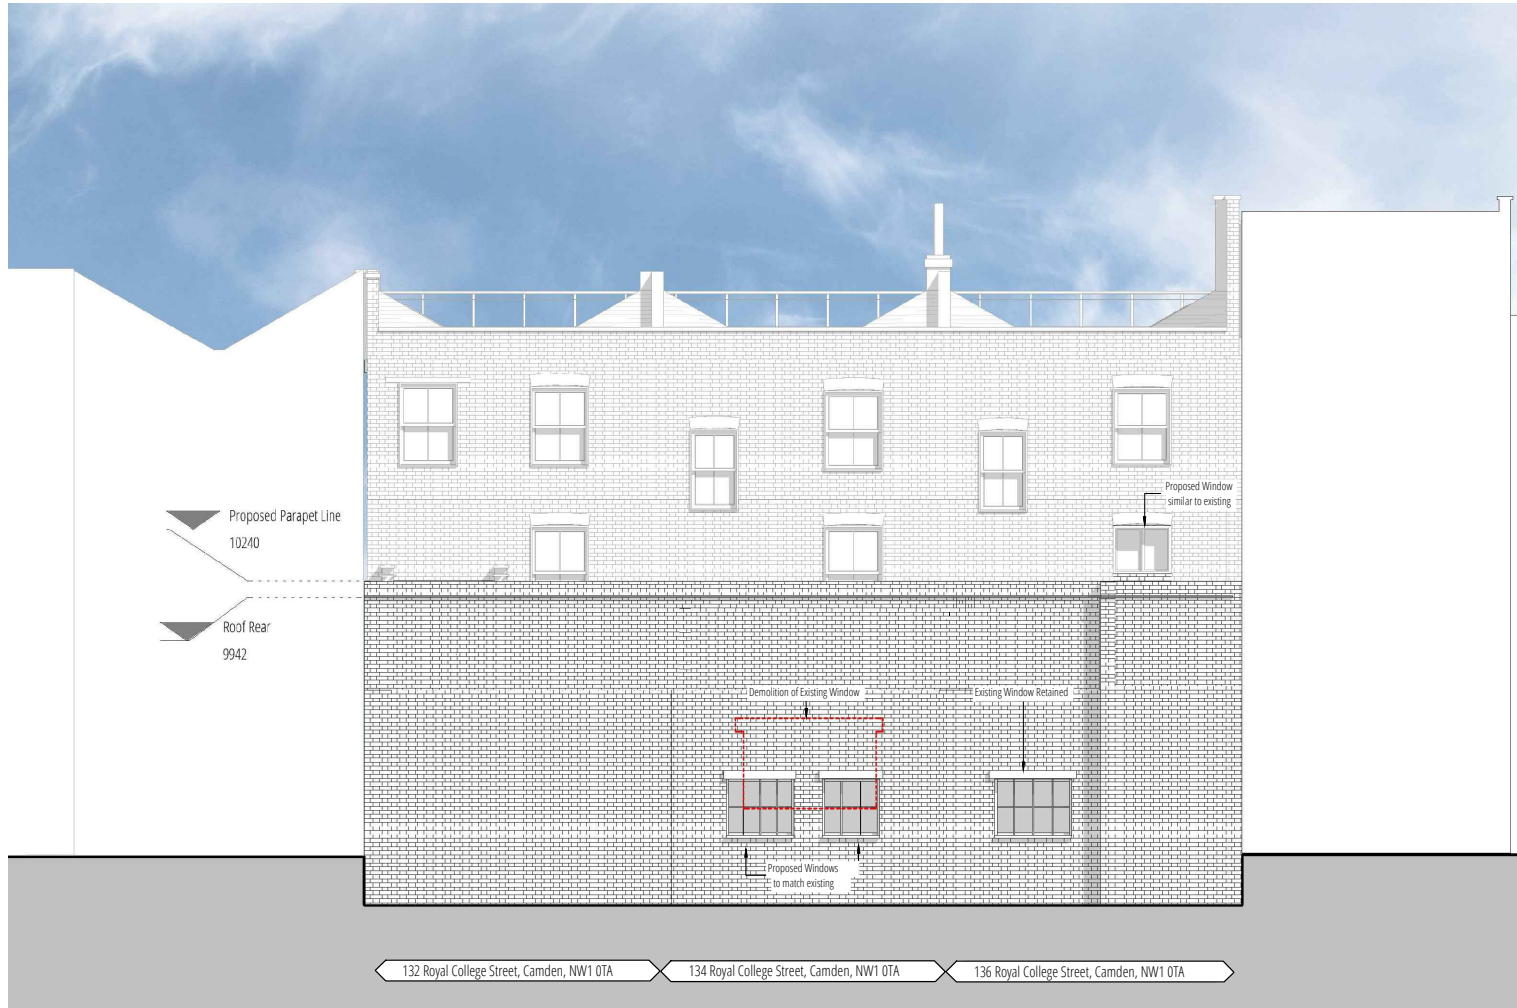 Proposed Window
similar to existing
Proposed Parapet Line
10240
Roof Rear
9942
Demolition of Existing Window
Existing Window Retained
Proposed Windows
to match existing
132 Royal College Street, Camden, NW1 0TA
134 Royal College Street, Camden, NW1 0TA
136 Royal College Street, Camden, NW1 0TA